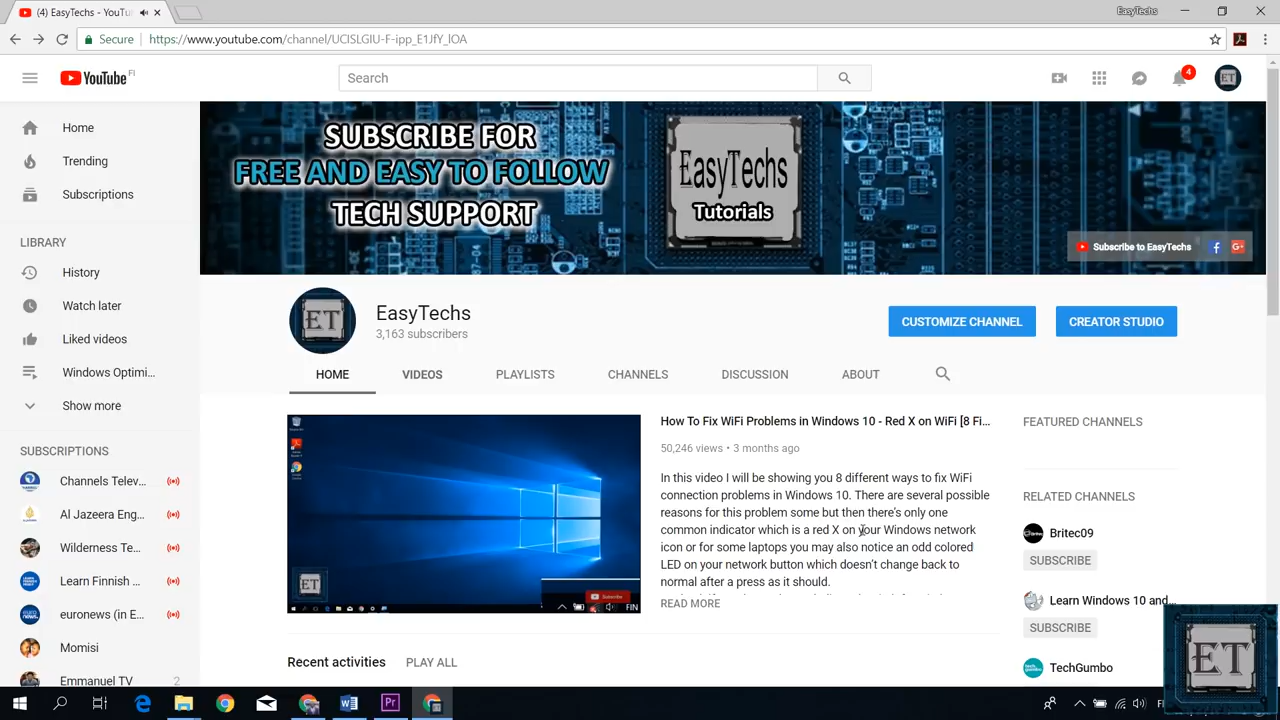 (4) EasyTechs - YouTu
EasyTechs
Secure
https://www.youtube.com/channel/UCISLGIU-F-ipp_E1JfY_lOA
YouTube FI
Search
4
ET
Home
Trending
Subscriptions
LIBRARY
History
Watch later
Liked videos
Windows Optimi...
Show more
SUBSCRIPTIONS
Channels Telev...
Al Jazeera Eng...
Wilderness Te...
Learn Finnish ...
euronews (in E...
Momisi
Emmanuel TV 2
SUBSCRIBE FOR
FREE AND EASY TO FOLLOW
TECH SUPPORT
EasyTechs
Tutorials
Subscribe to EasyTechs
ET
EasyTechs
3,163 subscribers
CUSTOMIZE CHANNEL
CREATOR STUDIO
HOME
VIDEOS
PLAYLISTS
CHANNELS
DISCUSSION
ABOUT
ET
Subscribe
FIN
How To Fix WiFi Problems in Windows 10 - Red X on WiFi [8 Fi...
50,246 views • 3 months ago
In this video I will be showing you 8 different ways to fix WiFi
connection problems in Windows 10. There are several possible
reasons for this problem some but then there's only one
common indicator which is a red X on your Windows network
icon or for some laptops you may also notice an odd colored
LED on your network button which doesn't change back to
normal after a press as it should.
READ MORE
Recent activities
PLAY ALL
FEATURED CHANNELS
RELATED CHANNELS
Britec09
SUBSCRIBE
Learn Windows 10 and...
SUBSCRIBE
TechGumbo
ET